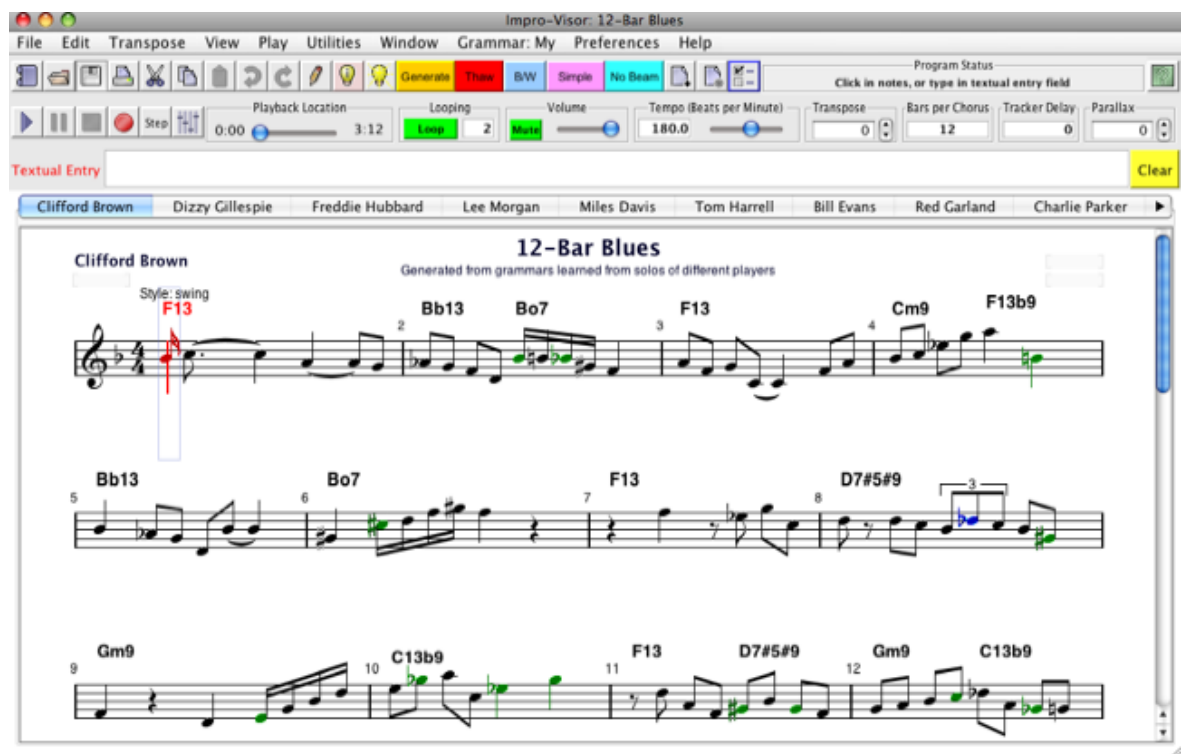 Impro-Visor: 12-Bar Blues
File Edit Transpose View Play Utilities Window Grammar: My Preferences Help
Generate Thaw B/W Simple No Beam Program Status
Click in notes, or type in textual entry field
Playback Location Looping Volume Tempo (Beats per Minute) Transpose Bars per Chorus Tracker Delay Parallax
Step 0:00 3:12 Loop 2 Mute 180.0 0 12 0 0
Textual Entry Clear
Clifford Brown Dizzy Gillespie Freddie Hubbard Lee Morgan Miles Davis Tom Harrell Bill Evans Red Garland Charlie Parker
12-Bar Blues
Clifford Brown
Generated from grammars learned from solos of different players
Style: swing
F13 Bb13 Bo7 F13 Cm9 F13b9
2 3 4
4
4
Bb13 Bo7 F13 D7#5#9
5 6 7 8 3
Gm9 C13b9 F13 D7#5#9 Gm9 C13b9
9 10 11 12